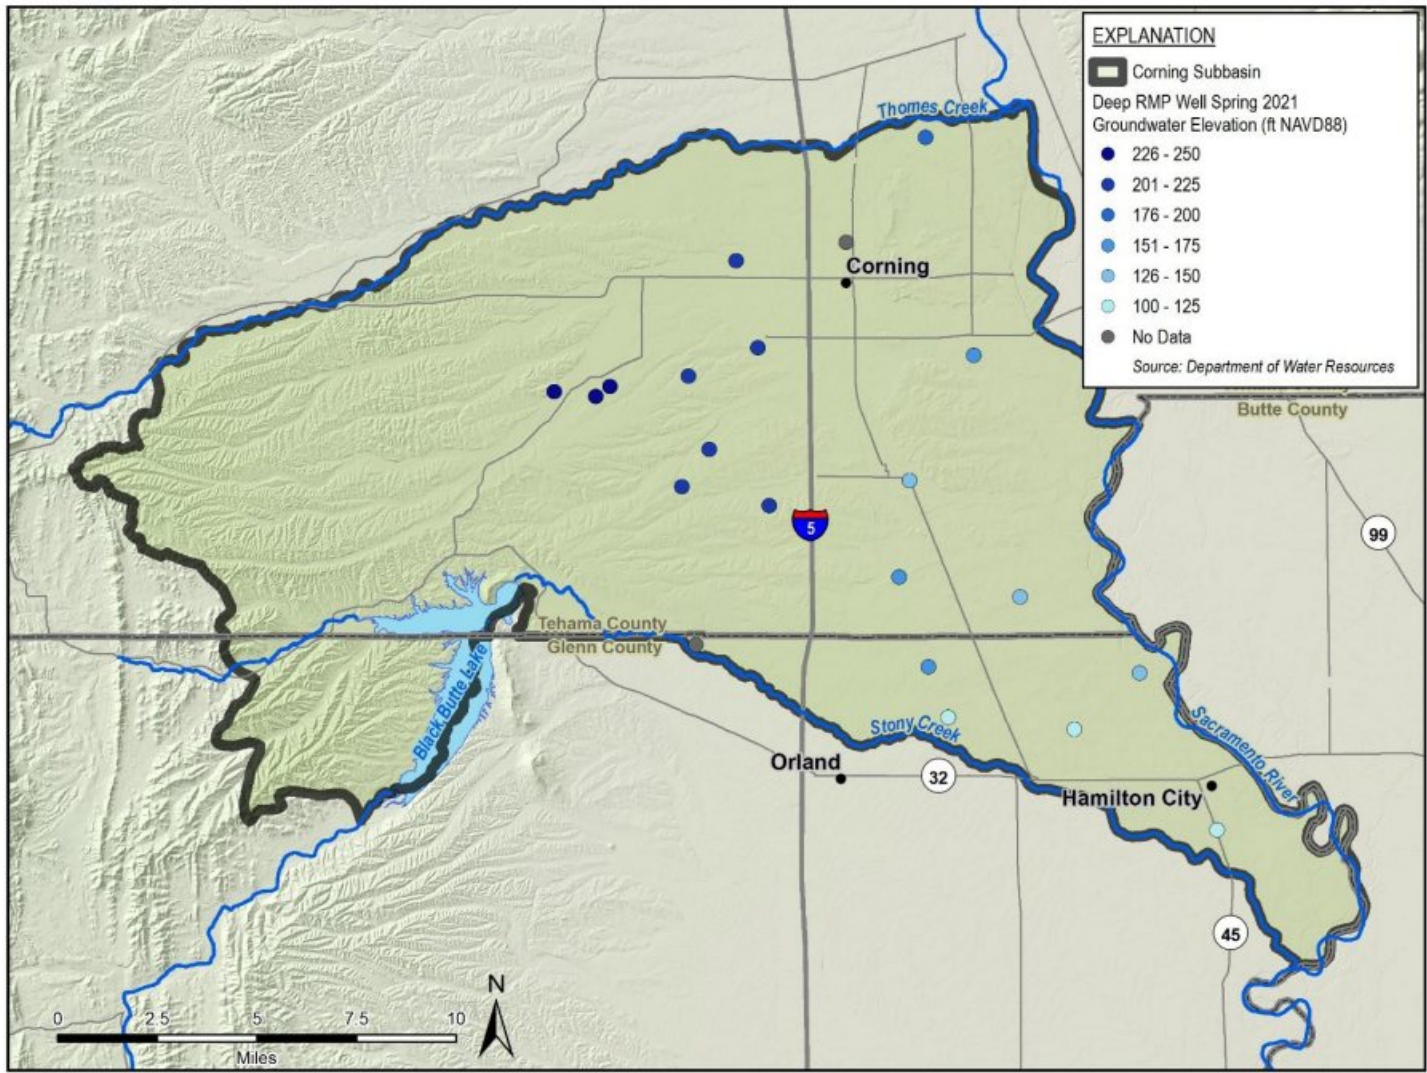 EXPLANATION
Corning Subbasin
Deep RMP Well Spring 2021
Groundwater Elevation (ft NAVD88)
226 - 250
201 - 225
176 - 200
151 - 175
126 - 150
100 - 125
No Data
Source: Department of Water Resources
Thomes Creek
Corning
Butte County
5
99
Tehama County
Glenn County
Black Butte Lake
Stony Creek
Sacramento River
Orland
32
Hamilton City
45
N
0 2.5 5 7.5 10
Miles